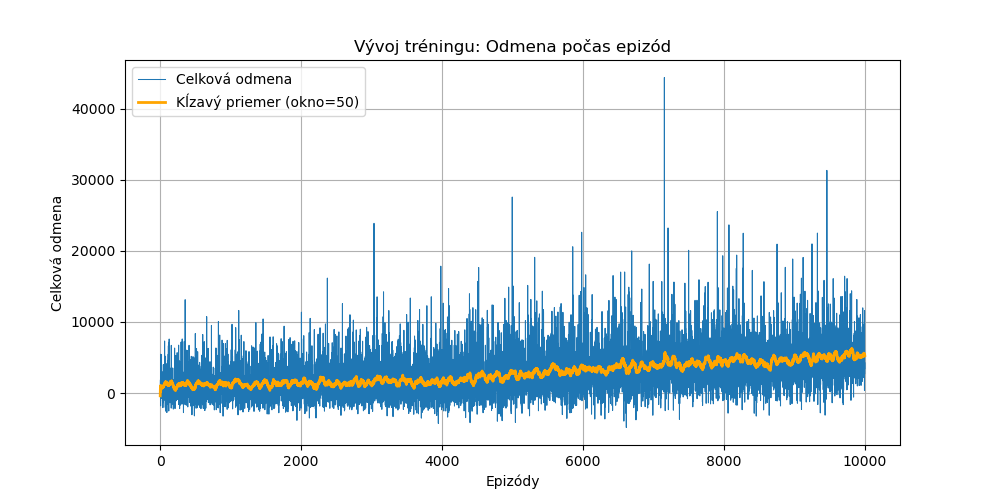 Vývoj tréningu: Odmena počas epizód
Celková odmena
Kĺzavý priemer (okno=50)
40000
30000
20000
10000
0
Celková odmena
0
2000
4000
6000
8000
10000
Epizódy